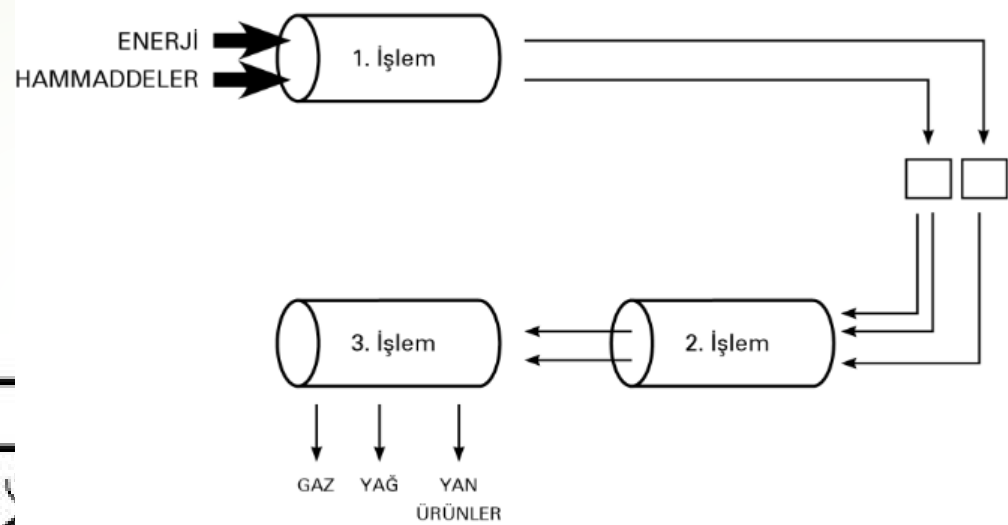 ENERJİ
HAMMADDELER
1. İşlem
3. İşlem
2. İşlem
GAZ
YAĞ
YAN
ÜRÜNLER